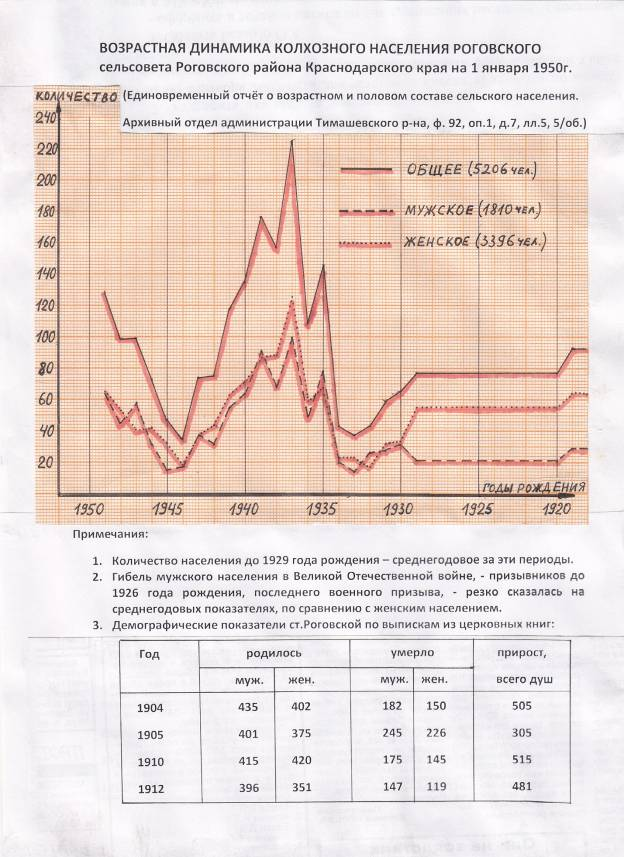 ВОЗРАСТНАЯ ДИНАМИКА КОЛХОЗНОГО НАСЕЛЕНИЯ РОГОВСКОГО
сельсовета Роговского района Краснодарского края на 1 января 1950г.
КОЛИЧЕСТВО
(Единовременный отчёт о возрастном и половом составе сельского населения.
Архивный отдел администрации Тимашевского р-на, ф. 92, оп.1, д.7, лл.5, 5/об.)
240
220
200
180
160
140
120
100
80
60
40
20
ОБЩЕЕ (5206 ЧЕЛ.)
МУЖСКОЕ (1810 ЧЕЛ)
ЖЕНСКОЕ (3396 ЧЕЛ.)
ГОДЫ РОЖДЕНИЯ
1950 1945 1940 1935 1930 1925 1920
Примечания:
1. Количество населения до 1929 года рождения – среднегодовое за эти периоды.
2. Гибель мужского населения в Великой Отечественной войне, - призывников до
1926 года рождения, последнего военного призыва, - резко сказалась на
среднегодовых показателях, по сравнению с женским населением.
3. Демографические показатели ст.Роговской по выпискам из церковных книг:
Год родилось умерло прирост,
муж. жен. муж. жен. всего душ
1904 435 402 182 150 505
1905 401 375 245 226 305
1910 415 420 175 145 515
1912 396 351 147 119 481